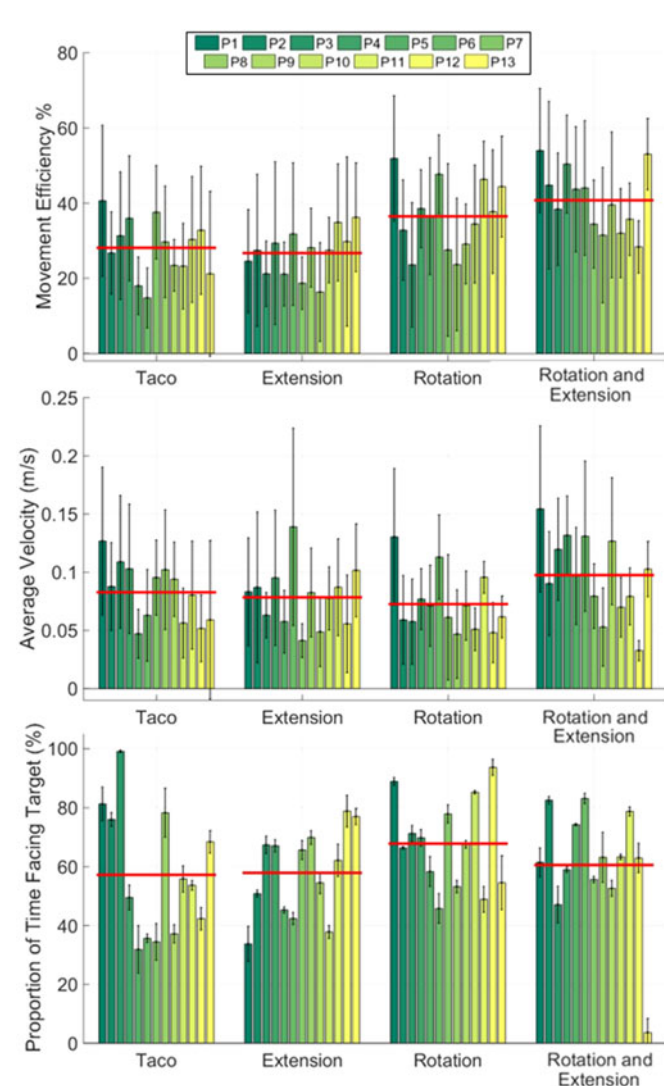 80
P1 P2 P3 P4 P5 P6 P7
P8 P9 P10 P11 P12 P13
60
40
20
0
Movement Efficiency %
Taco Extension Rotation Rotation and
Extension
0.25
0.2
0.15
0.1
0.05
0
Average Velocity (m/s)
Taco Extension Rotation Rotation and
Extension
100
80
60
40
20
0
Proportion of Time Facing Target (%)
Taco Extension Rotation Rotation and
Extension